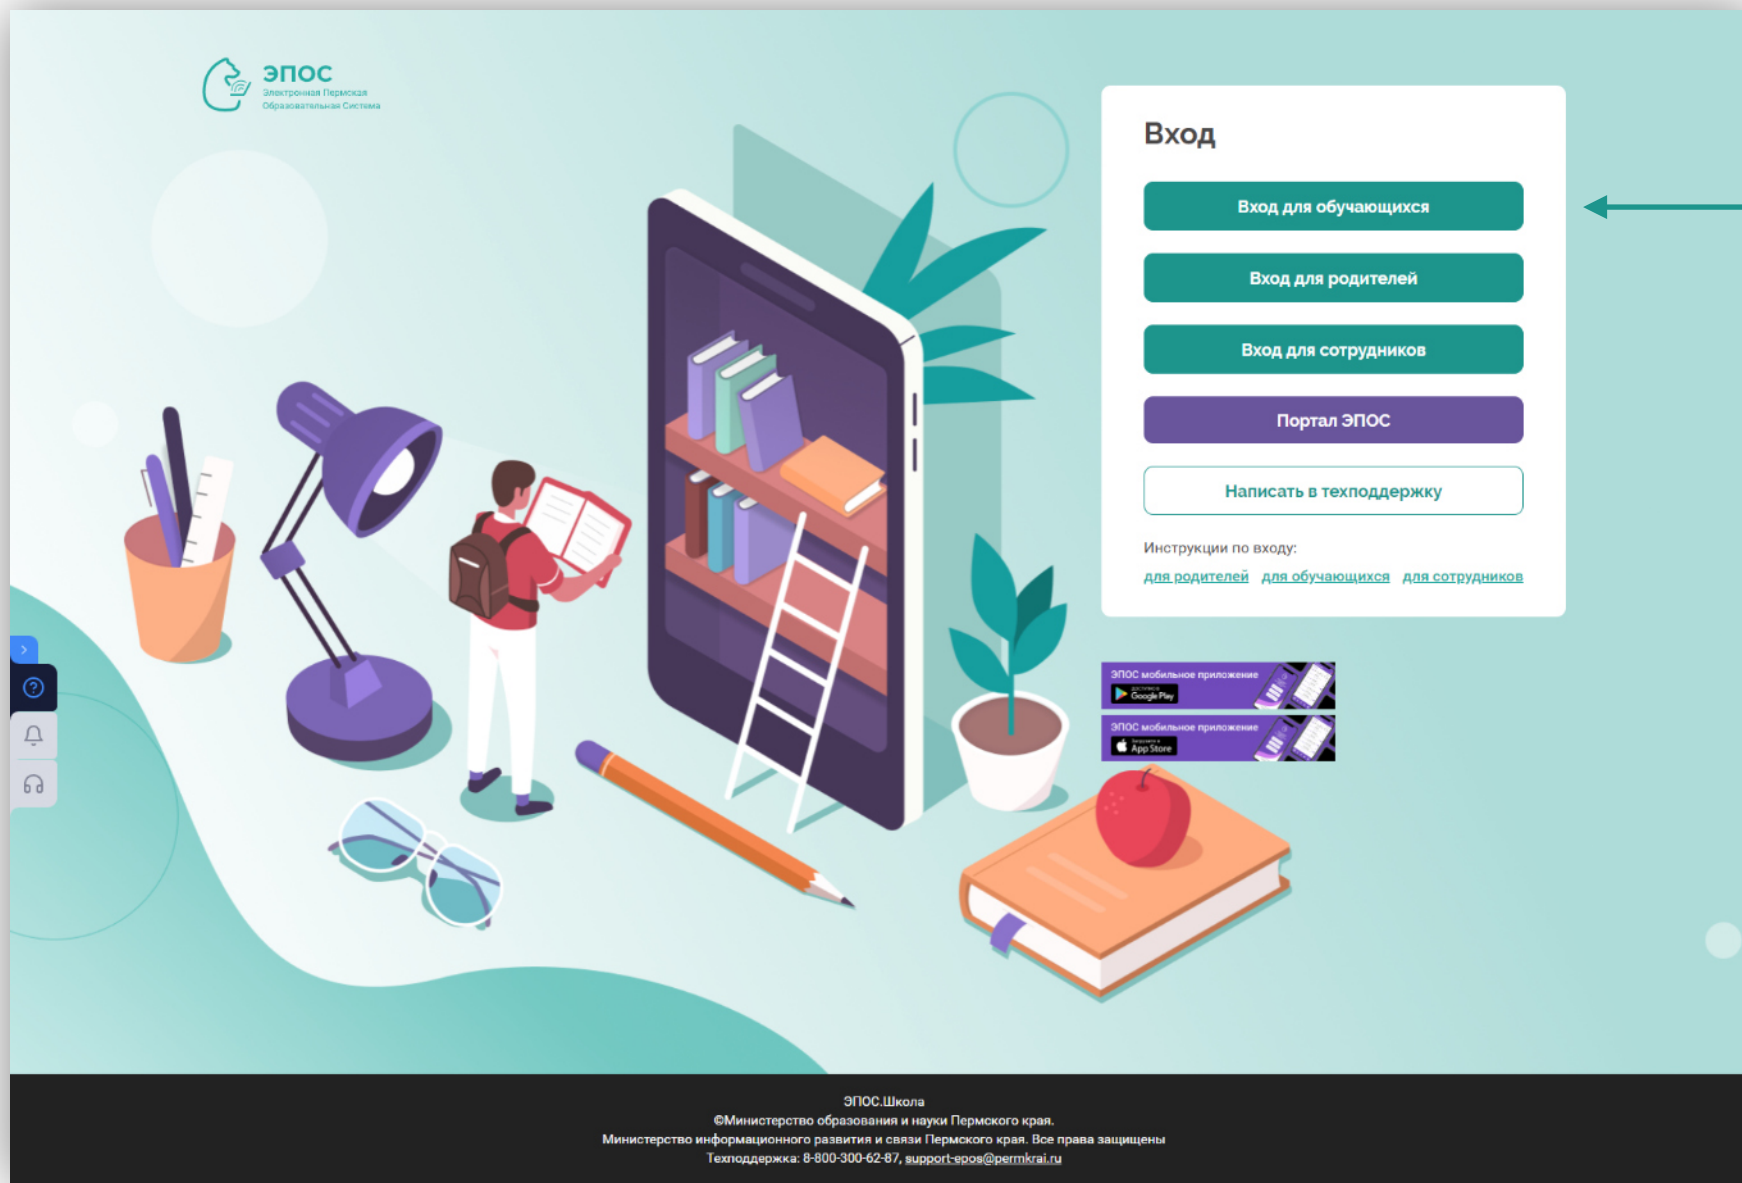 ЭПОС
Электронная Пермская
Образовательная Система
Вход
Вход для обучающихся
Вход для родителей
Вход для сотрудников
Портал ЭПОС
Написать в техподдержку
Инструкции по входу:
для родителей для обучающихся для сотрудников
ЭПОС мобильное приложение
Google Play
ЭПОС мобильное приложение
App Store
ЭПОС.Школа
©Министерство образования и науки Пермского края.
Министерство информационного развития и связи Пермского края. Все права защищены
Техподдержка: 8-800-300-62-87, support-epos@permkrai.ru